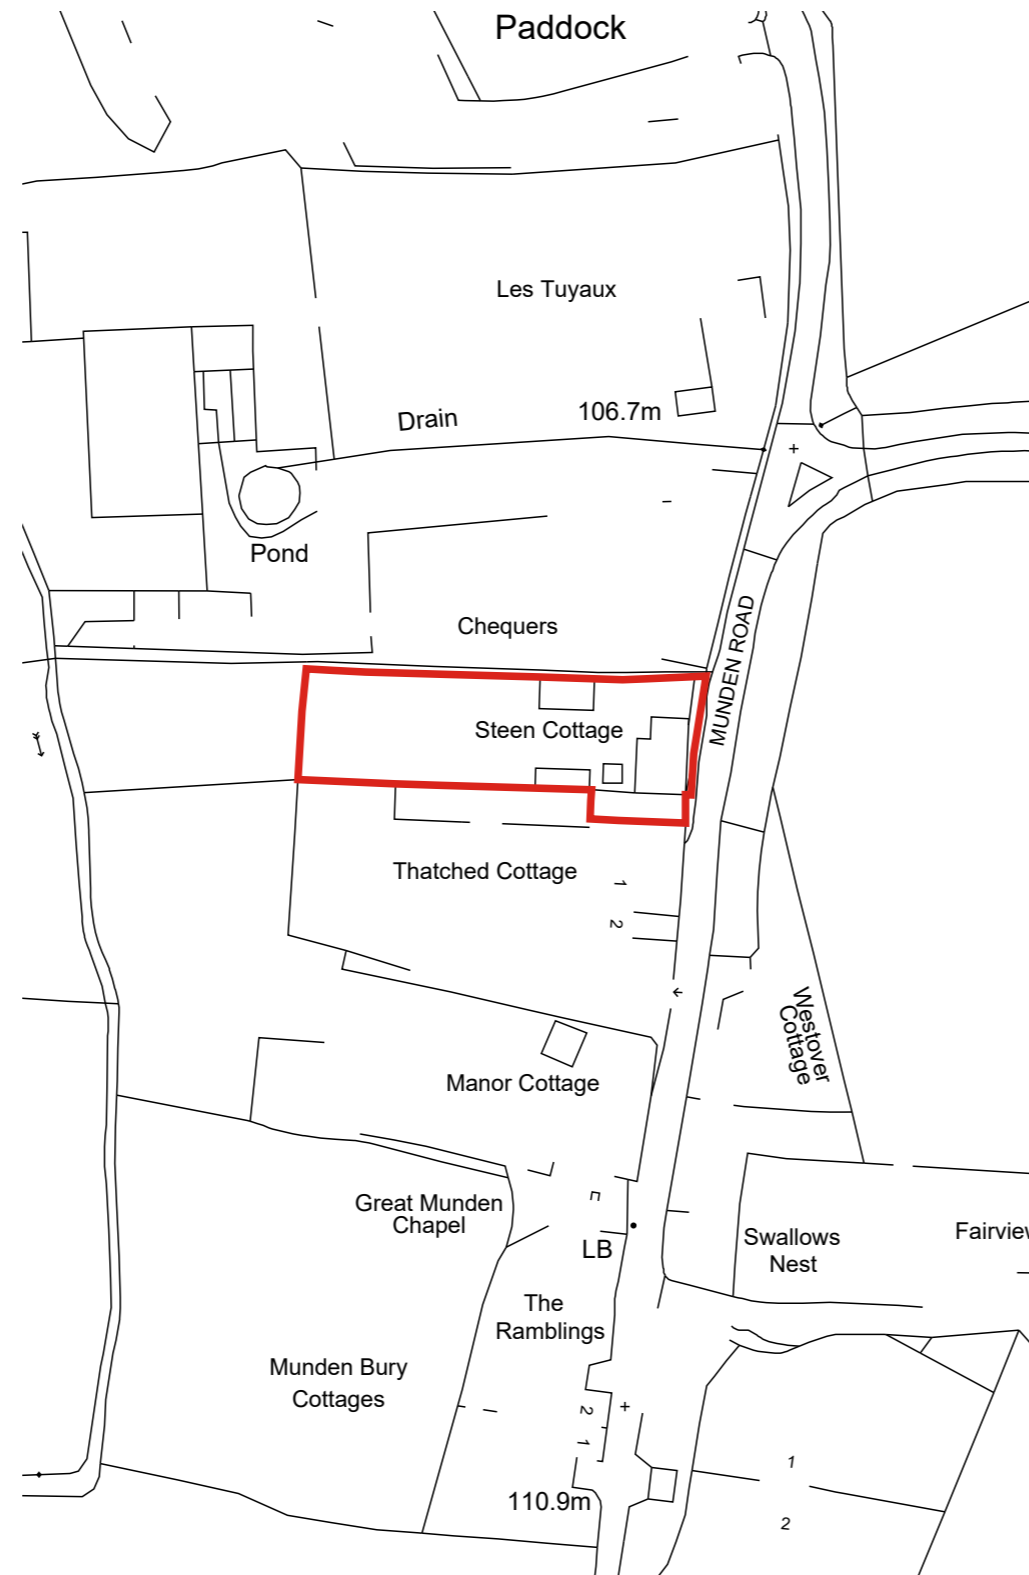 Paddock
Les Tuyaux
106.7m
Drain
Pond
Chequers
MUNDEN ROAD
Steen Cottage
Thatched Cottage
1
2
Westover
Cottage
Manor Cottage
Great Munden
Chapel
LB
Swallows
Nest
Fairview
The
Ramblings
Munden Bury
Cottages
2
1
1
110.9m
2